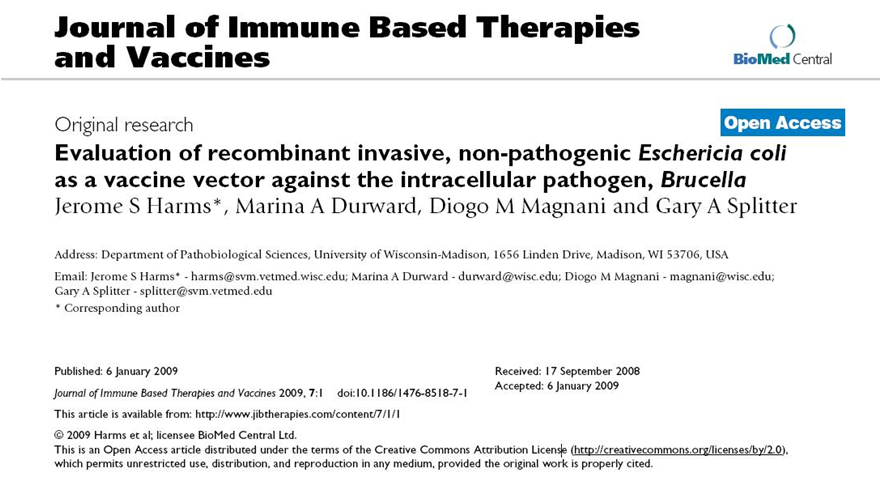 Journal of Immune Based Therapies
and Vaccines
BioMed Central
Original research
Open Access
Evaluation of recombinant invasive, non-pathogenic Eschericia coli
as a vaccine vector against the intracellular pathogen, Brucella
Jerome S Harms*, Marina A Durward, Diogo M Magnani and Gary A Splitter
Address: Department of Pathobiological Sciences, University of Wisconsin-Madison, 1656 Linden Drive, Madison, WI 53706, USA
Email: Jerome S Harms* - harms@svm.vetmed.wisc.edu; Marina A Durward - durward@wisc.edu; Diogo M Magnani - magnani@wisc.edu;
Gary A Splitter - splitter@svm.vetmed.edu
* Corresponding author
Published: 6 January 2009
Journal of Immune Based Therapies and Vaccines 2009, 7:1 doi:10.1186/1476-8518-7-1
This article is available from: http://www.jibtherapies.com/content/7/1/1
Received: 17 September 2008
Accepted: 6 January 2009
© 2009 Harms et al; licensee BioMed Central Ltd.
This is an Open Access article distributed under the terms of the Creative Commons Attribution License (http://creativecommons.org/licenses/by/2.0),
which permits unrestricted use, distribution, and reproduction in any medium, provided the original work is properly cited.